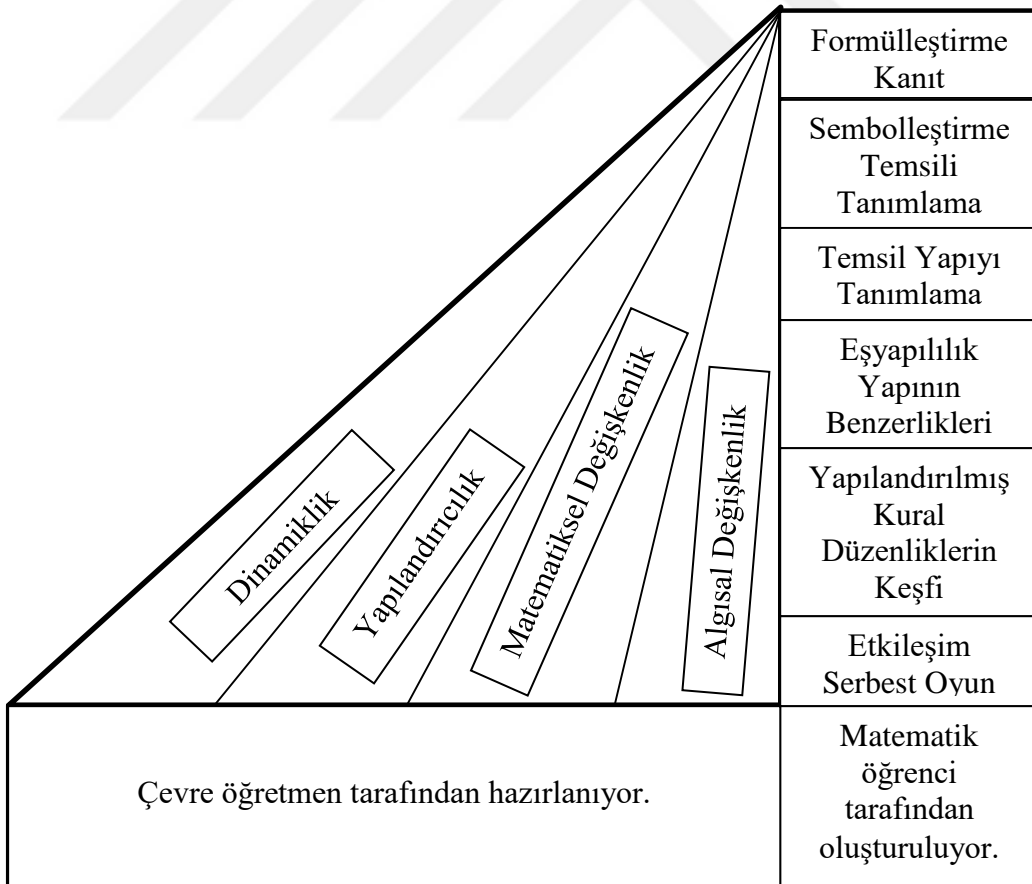 Formülleştirme
Kanıt
Sembolleştirme
Temsili
Tanımlama
Temsil Yapıyı
Tanımlama
Eşyapılılık
Yapının
Benzerlikleri
Yapılandırılmış
Kural
Düzenliklerin
Keşfi
Etkileşim
Serbest Oyun
Dinamiklik
Yapılandırıcılık
Matematiksel Değişkenlik
Algısal Değişkenlik
Çevre öğretmen tarafından hazırlanıyor.
Matematik
öğrenci
tarafından
oluşturuluyor.